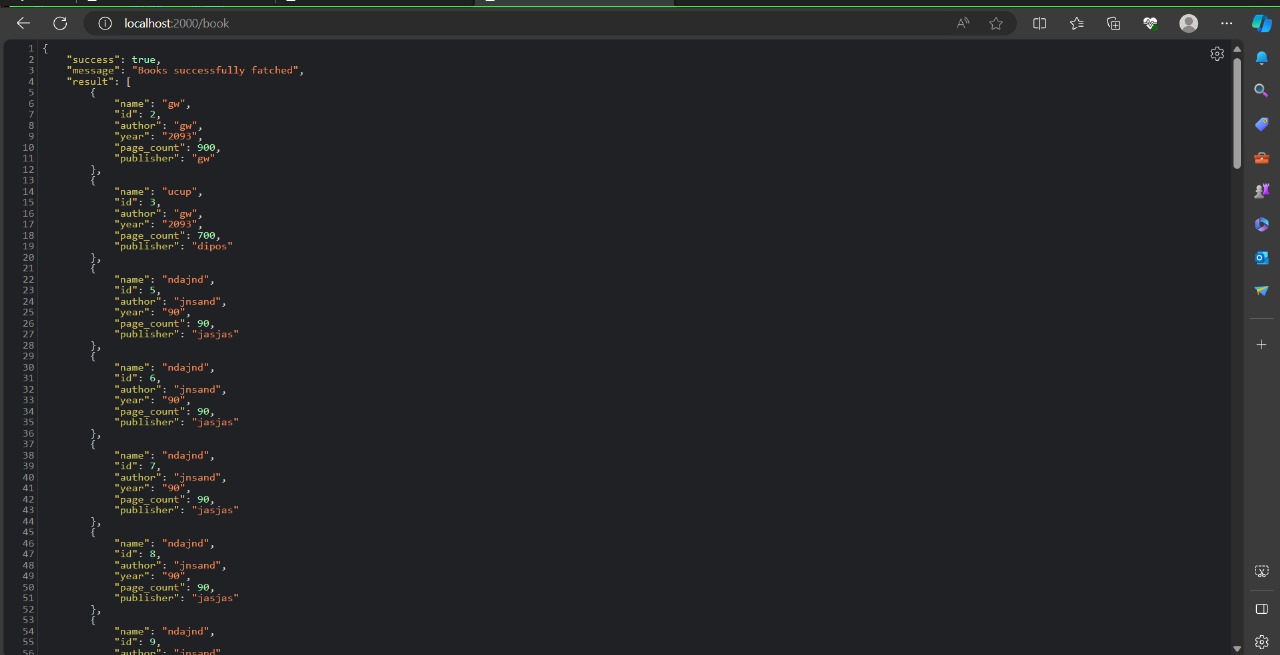 localhost:2000/book
1 {
2 "success": true,
3 "message": "Books successfully fatched",
4 "result": [
5 {
6 "name": "gw",
7 "id": 2,
8 "author": "gw",
9 "year": "2093",
10 "page_count": 900,
11 "publisher": "gw"
12 },
13 {
14 "name": "ucup",
15 "id": 3,
16 "author": "gw",
17 "year": "2093",
18 "page_count": 700,
19 "publisher": "dipos"
20 },
21 {
22 "name": "ndajnd",
23 "id": 5,
24 "author": "jnsand",
25 "year": "90",
26 "page_count": 90,
27 "publisher": "jasjas"
28 },
29 {
30 "name": "ndajnd",
31 "id": 6,
32 "author": "jnsand",
33 "year": "90",
34 "page_count": 90,
35 "publisher": "jasjas"
36 },
37 {
38 "name": "ndajnd",
39 "id": 7,
40 "author": "jnsand",
41 "year": "90",
42 "page_count": 90,
43 "publisher": "jasjas"
44 },
45 {
46 "name": "ndajnd",
47 "id": 8,
48 "author": "jnsand",
49 "year": "90",
50 "page_count": 90,
51 "publisher": "jasjas"
52 },
53 {
54 "name": "ndajnd",
55 "id": 9,
56 "author": "jnsand"